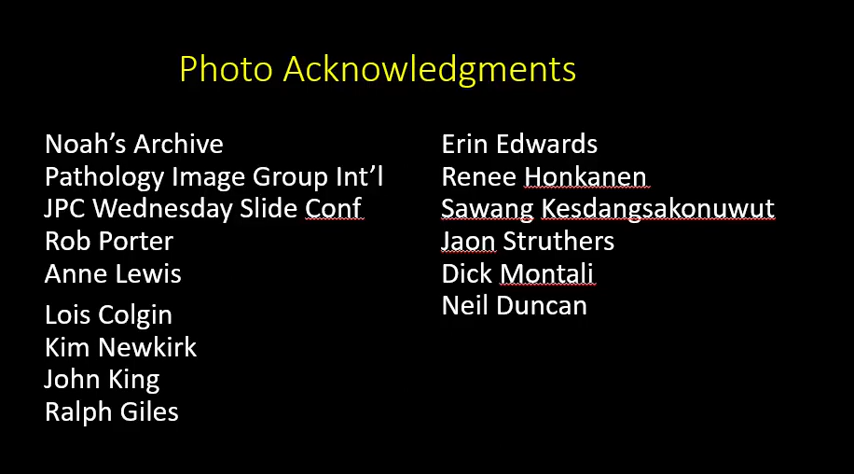 Photo Acknowledgments
Noah's Archive
Pathology Image Group Int'l
JPC Wednesday Slide Conf
Rob Porter
Anne Lewis
Lois Colgin
Kim Newkirk
John King
Ralph Giles
Erin Edwards
Renee Honkanen
Sawang Kesdangsakonuwut
Jaon Struthers
Dick Montali
Neil Duncan